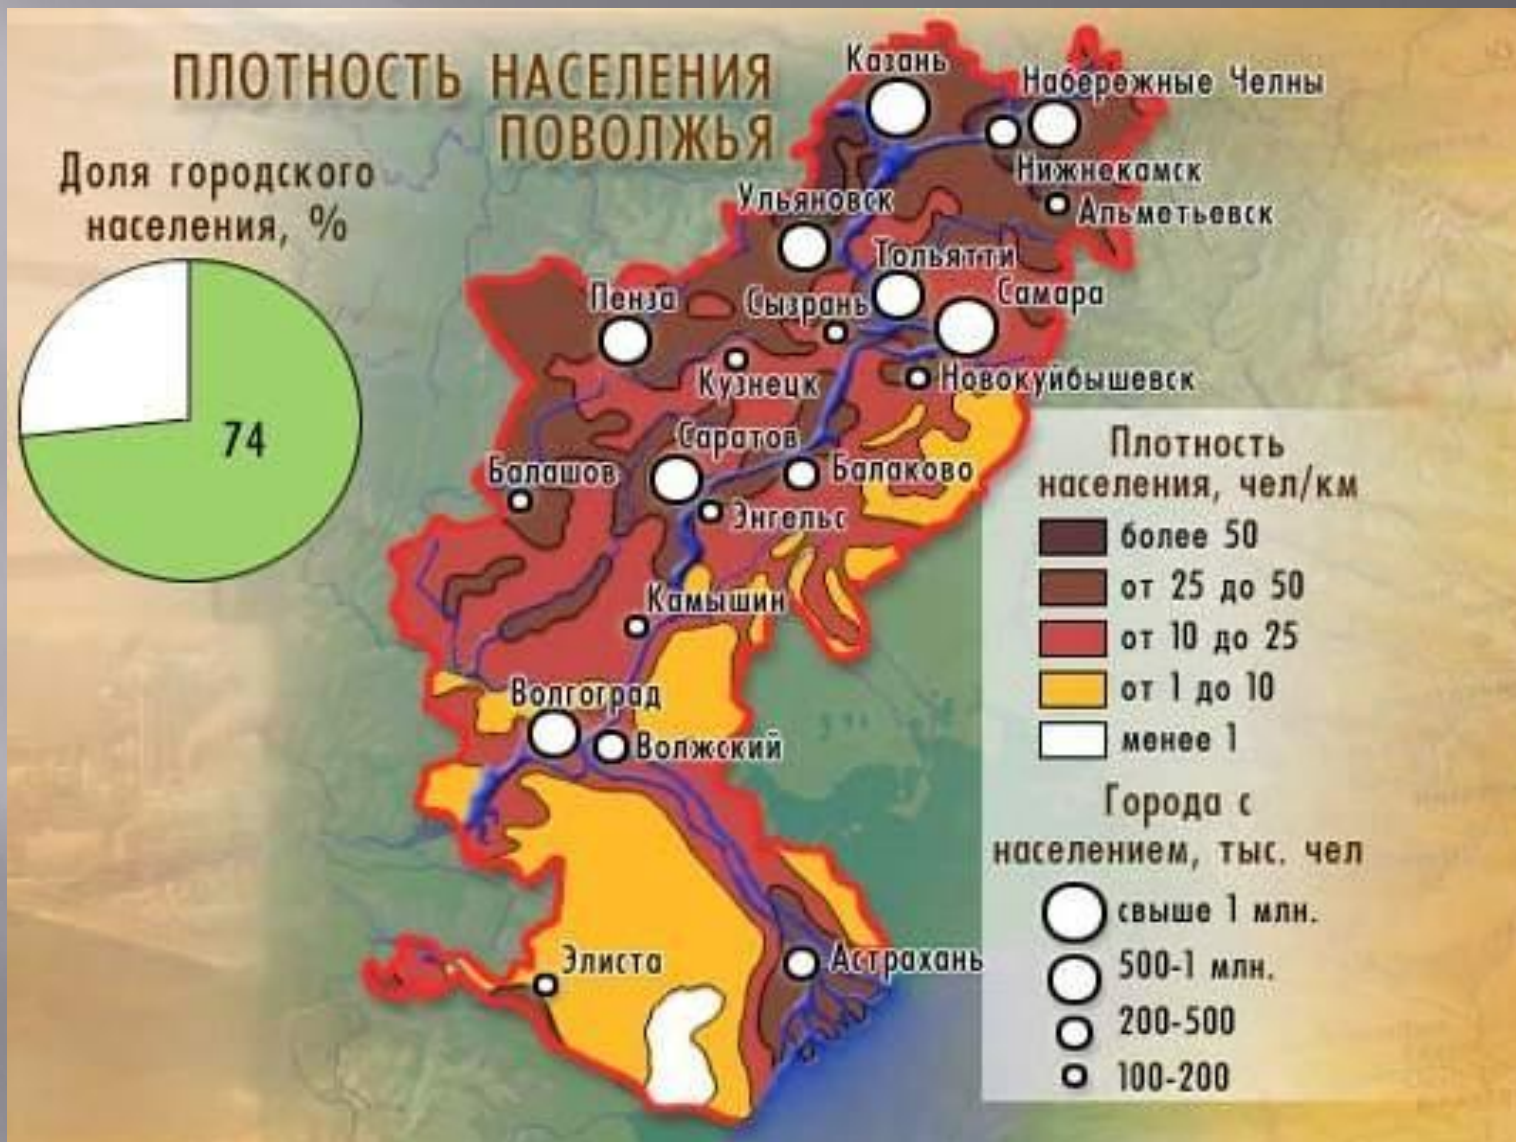 ПЛОТНОСТЬ НАСЕЛЕНИЯ
ПОВОЛЖЬЯ
Доля городского
населения, %
74
Казань
Набережные Челны
Нижнекамск
Альметьевск
Ульяновск
Тольятти
Самара
Сызрань
Пенза
Кузнецк
Новокуйбышевск
Саратов
Балашов
Балаково
Энгельс
Камышин
Волгоград
Волжский
Элиста
Астрахань
Плотность
населения, чел/км
более 50
от 25 до 50
от 10 до 25
от 1 до 10
менее 1
Города с
населением, тыс. чел
свыше 1 млн.
500-1 млн.
200-500
100-200